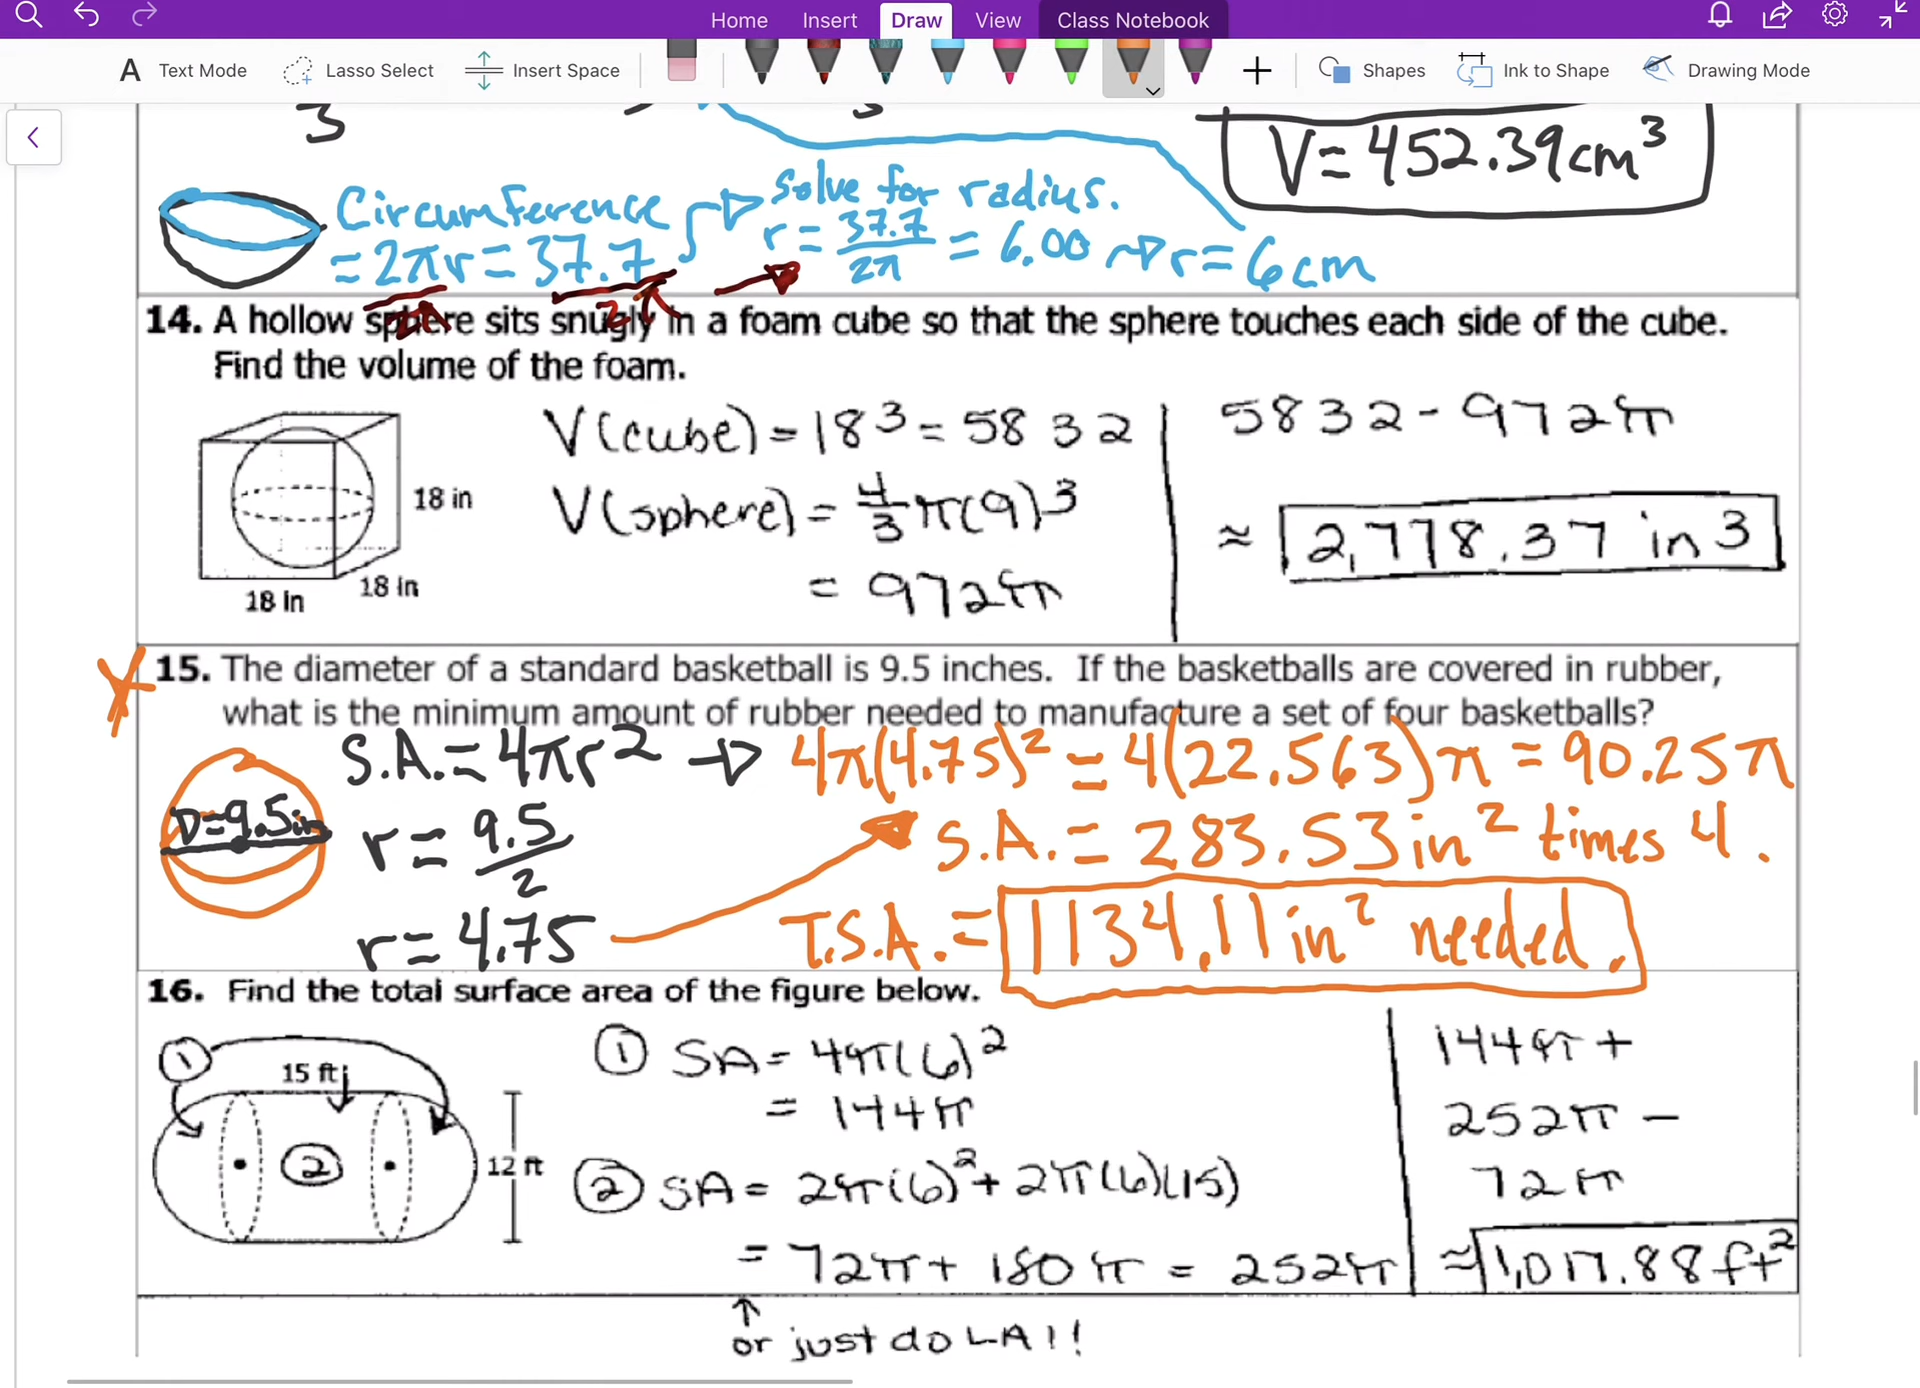 Home Insert Draw View Class Notebook
Text Mode Lasso Select Insert Space Shapes Ink to Shape Drawing Mode
3
V=452.39cm³
Circumference
=2πr=37.7
Solve for radius.
r=37.7/2π = 6.00 → r=6cm
2π 2π
14. A hollow sphere sits snugly in a foam cube so that the sphere touches each side of the cube.
Find the volume of the foam.
18 in
18 in
18 in
V(cube)=18³=5832
V(sphere)=4/3π(9)³
=972π
5832-972π
≈ 2,778.37 in3
15. The diameter of a standard basketball is 9.5 inches. If the basketballs are covered in rubber,
what is the minimum amount of rubber needed to manufacture a set of four basketballs?
D=9.5in
S.A.=4πr² → 4π(4.75)²=4(22.563)π=90.25π
r=9.5/2
r=4.75
S.A.=283.53in² times 4.
T.S.A.=1134.11in² needed.
16. Find the total surface area of the figure below.
1
15 ft
2
12 ft
① SA=4π(6)²
=144π
② SA=2π(6)²+2π(6)(15)
=72π+180π=252π
↑
or just do LA!!
144π+
252π-
72π
≈1,017.88ft²